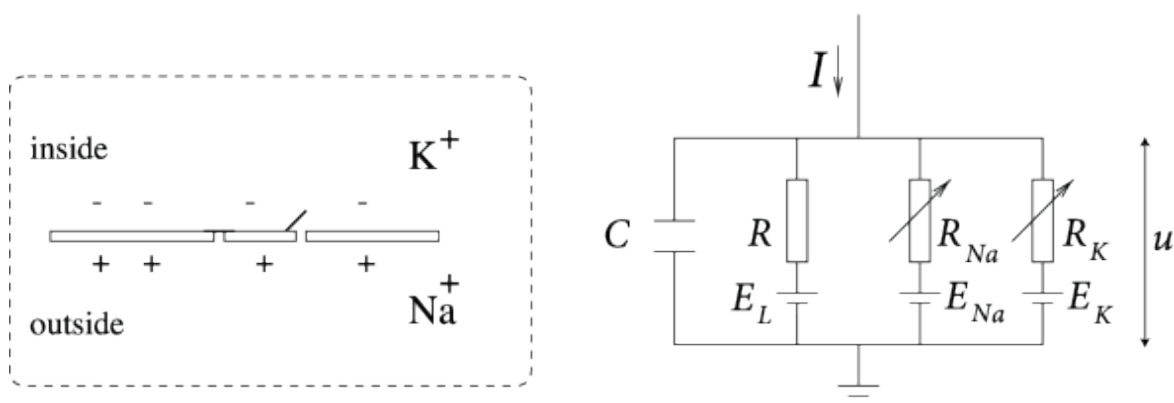 inside
K+
- - - -
+ + + +
Na+
outside
I
C
R
R_Na
R_K
u
E_L
E_Na
E_K